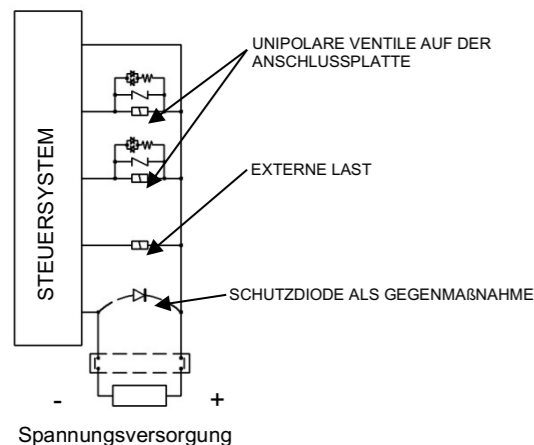 UNIPOLARE VENTILE AUF DER
ANSCHLUSSPLATTE
STEUERSYSTEM
EXTERNE LAST
SCHUTZDIODE ALS GEGENMAßNAHME
- +
Spannungsversorgung